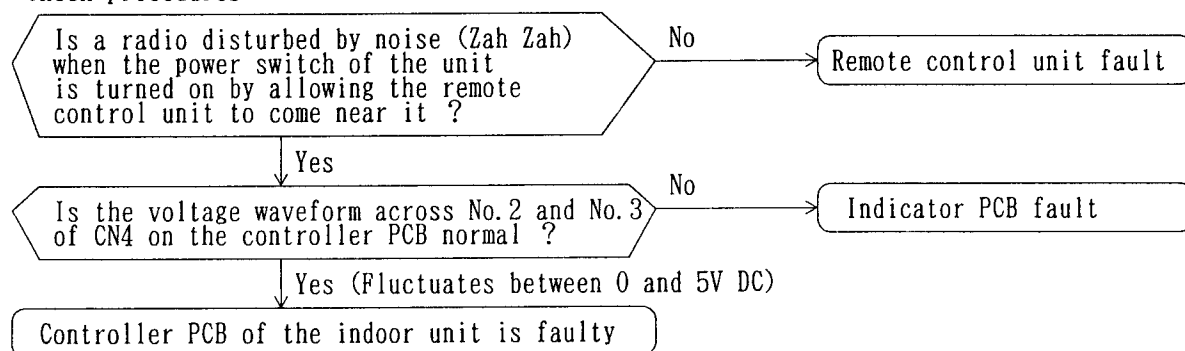 Is a radio disturbed by noise (Zah Zah)
when the power switch of the unit
is turned on by allowing the remote
control unit to come near it ?
No
Remote control unit fault
Yes
Is the voltage waveform across No.2 and No.3
of CN4 on the controller PCB normal ?
No
Indicator PCB fault
Yes (Fluctuates between 0 and 5V DC)
Controller PCB of the indoor unit is faulty